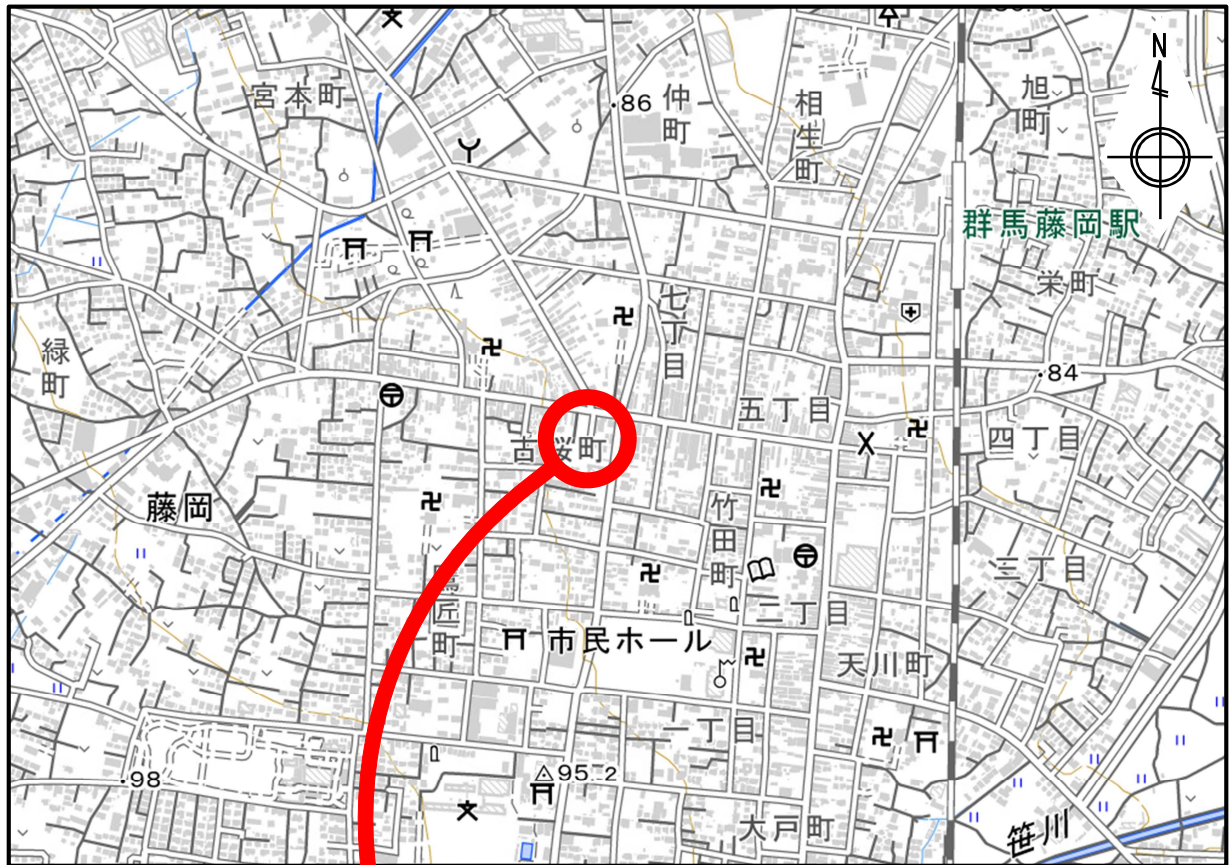 N
宮本町
86
仲町
相生町
旭町
群馬藤岡駅
栄町
七丁目
緑町
84
五丁目
古桜町
四丁目
藤岡
竹田町
三丁目
鷹匠町
二丁目
市民ホール
天川町
一丁目
98
95.2
大戸町
笹川